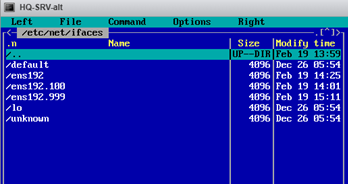 HQ-SRV-alt
Left File Command Options Right
/etc/net/ifaces .[^]>
.n Name Size Modify time
/.. UP--DIR Feb 19 13:59
/default 4096 Dec 26 05:54
/ens192 4096 Feb 19 14:25
/ens192.100 4096 Feb 19 14:01
/ens192.999 4096 Feb 19 15:11
/lo 4096 Dec 26 05:54
/unknown 4096 Dec 26 05:54